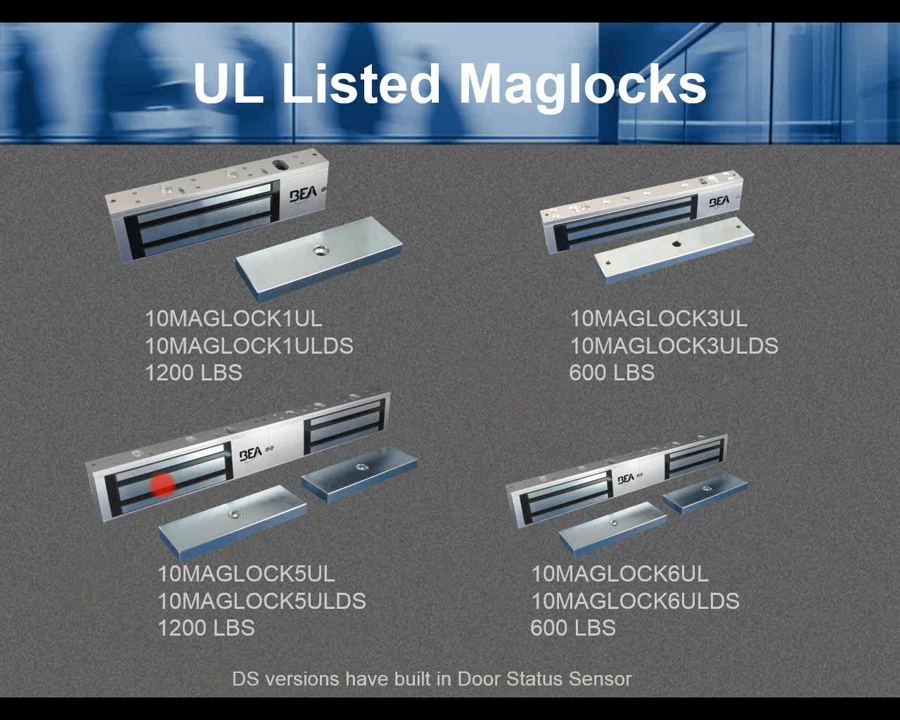 UL Listed Maglocks
BEA
BEA
10MAGLOCK1UL
10MAGLOCK1ULDS
1200 LBS
10MAGLOCK3UL
10MAGLOCK3ULDS
600 LBS
BEA
BEA
10MAGLOCK5UL
10MAGLOCK5ULDS
1200 LBS
10MAGLOCK6UL
10MAGLOCK6ULDS
600 LBS
DS versions have built in Door Status Sensor